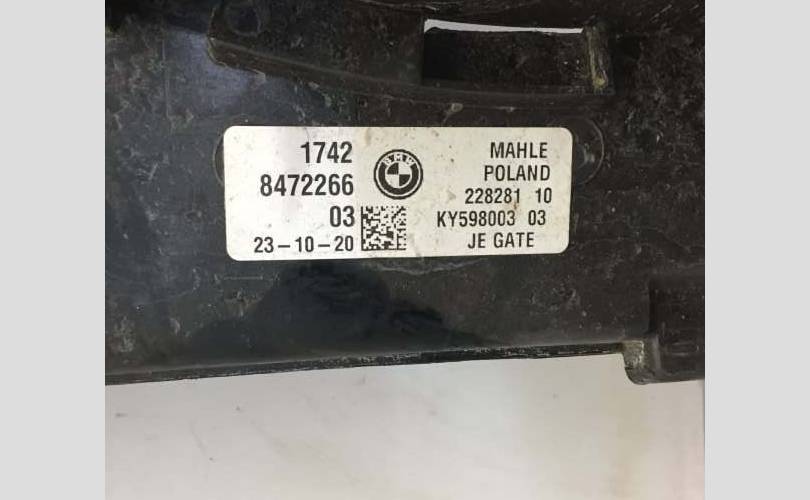 1742
8472266
03
23-10-20
BMW
MAHLE
POLAND
228281 10
KY598003 03
JE GATE